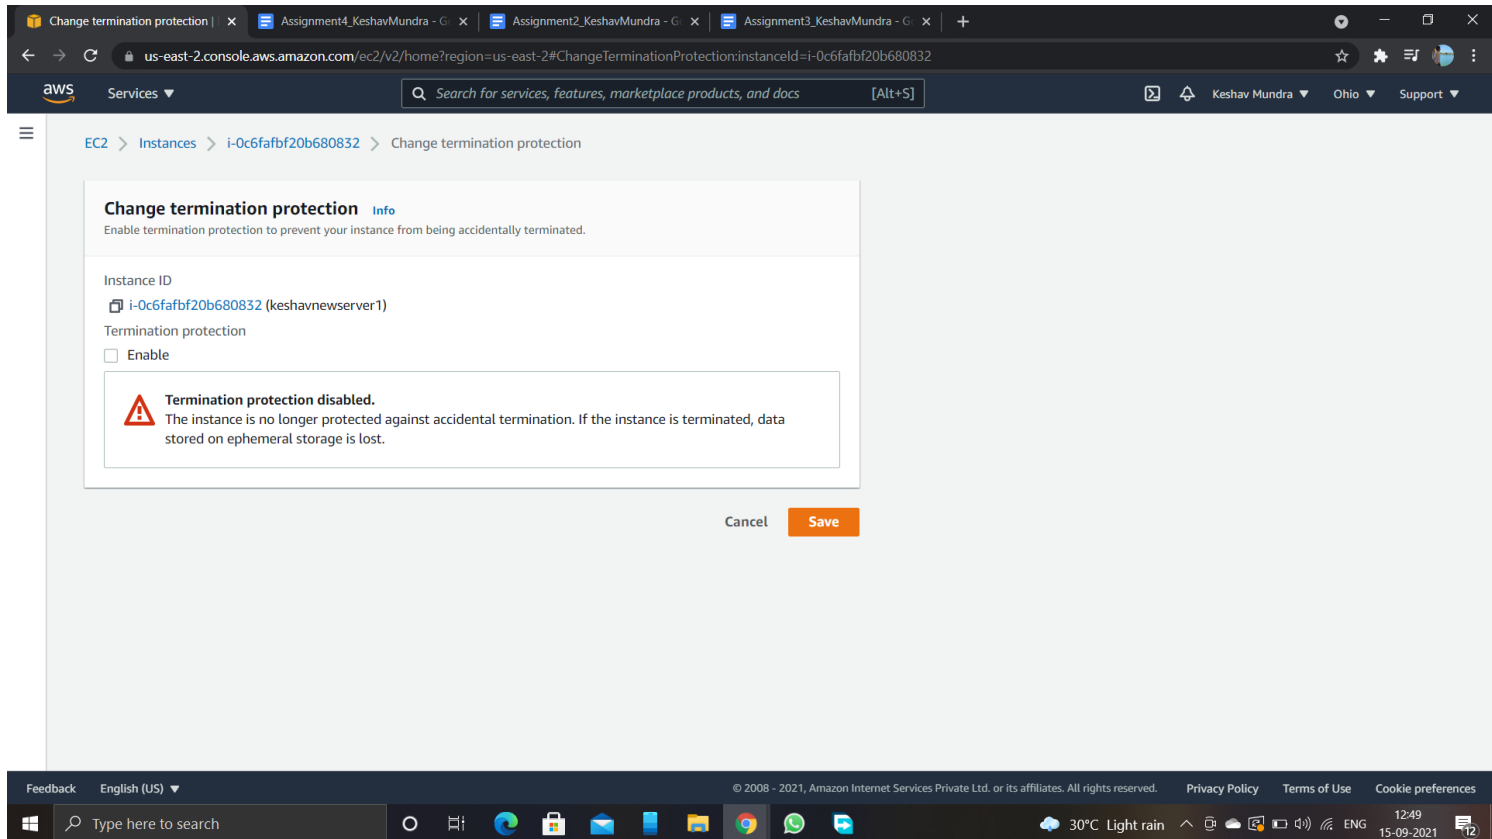 Change termination protection |
Assignment4_KeshavMundra - G
Assignment2_KeshavMundra - G
Assignment3_KeshavMundra - G
us-east-2.console.aws.amazon.com/ec2/v2/home?region=us-east-2#ChangeTerminationProtection:instanceId=i-0c6fafbf20b680832
aws
Services
Search for services, features, marketplace products, and docs
[Alt+S]
Keshav Mundra
Ohio
Support
EC2 > Instances > i-0c6fafbf20b680832 > Change termination protection
Change termination protection Info
Enable termination protection to prevent your instance from being accidentally terminated.
Instance ID
i-0c6fafbf20b680832 (keshavnewserver1)
Termination protection
Enable
Termination protection disabled.
The instance is no longer protected against accidental termination. If the instance is terminated, data
stored on ephemeral storage is lost.
Cancel
Save
Feedback
English (US)
© 2008 - 2021, Amazon Internet Services Private Ltd. or its affiliates. All rights reserved.
Privacy Policy
Terms of Use
Cookie preferences
Type here to search
30°C Light rain
ENG
12:49
15-09-2021
12